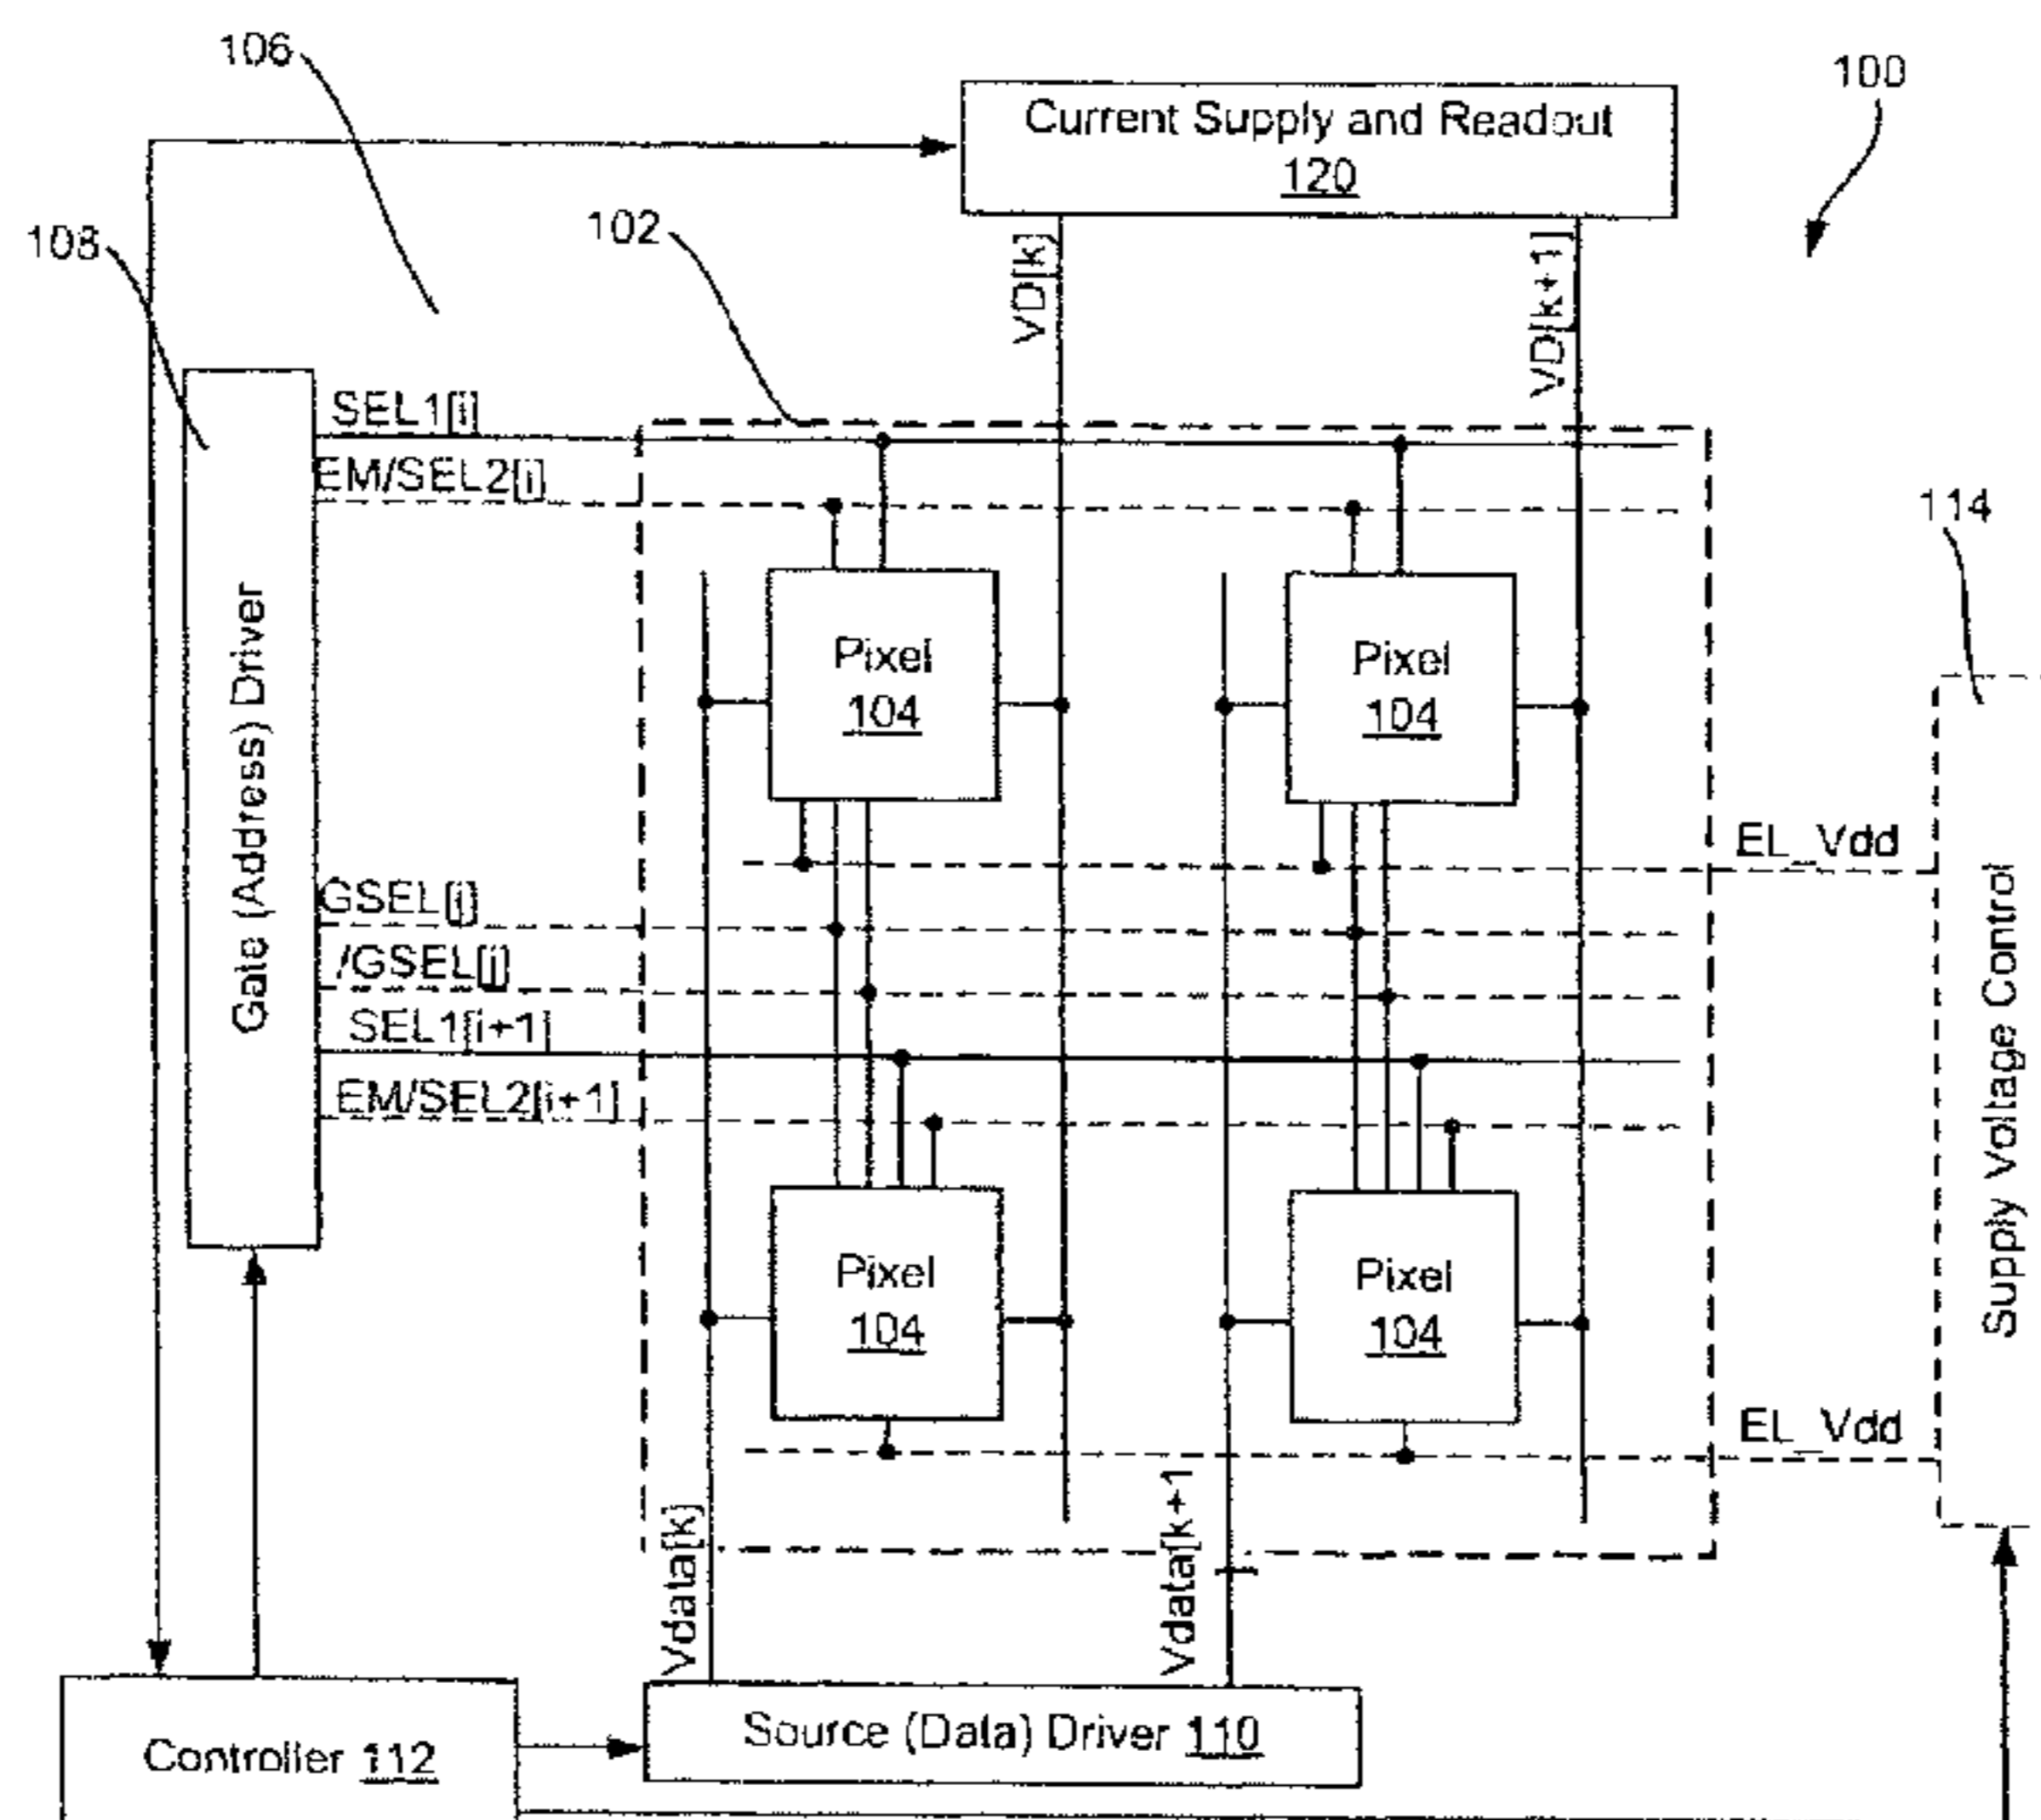 106
100
Current Supply and Readout
120
108
102
VD[k]
VD[k+1]
SEL1[i]
EM/SEL2[i]
114
Pixel
104
Pixel
104
EL_Vdd
Gate (Address) Driver
GSEL[j]
/GSEL[j]
SEL1[i+1]
EM/SEL2[i+1]
Supply Voltage Control
Pixel
104
Pixel
104
EL_Vdd
Vdata[k]
Vdata[k+1]
Source (Data) Driver 110
Controller 112